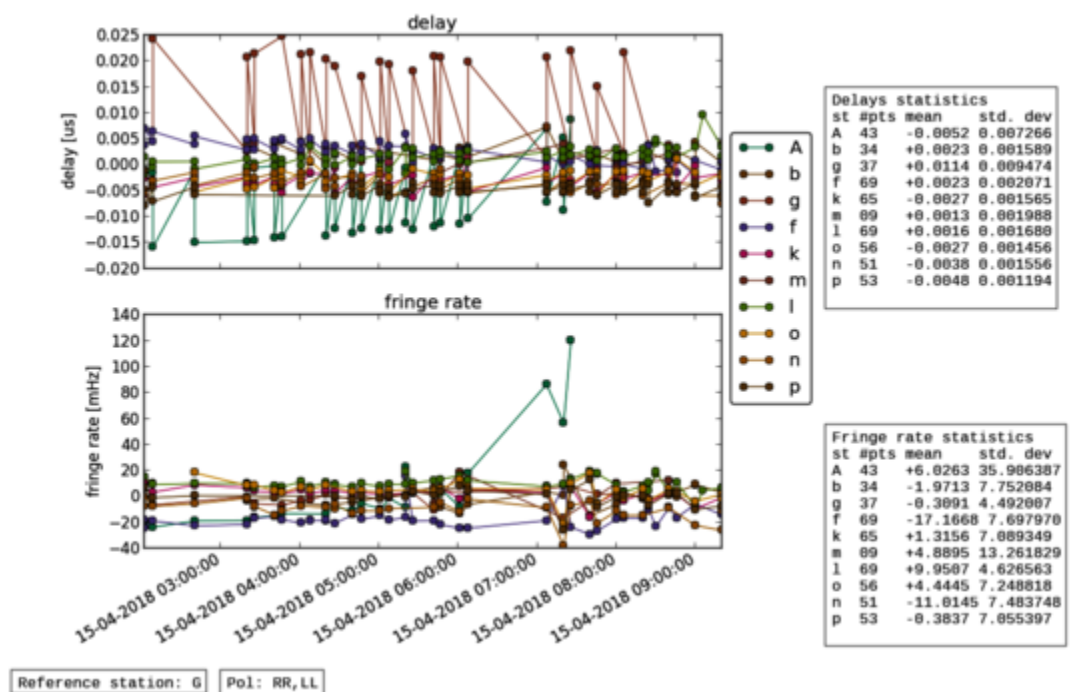 delay
0.025
0.020
0.015
0.010
0.005
0.000
−0.005
−0.010
−0.015
−0.020
delay [us]
fringe rate
140
120
100
80
60
40
20
0
−20
−40
fringe rate [mHz]
15-04-2018 03:00:00
15-04-2018 04:00:00
15-04-2018 05:00:00
15-04-2018 06:00:00
15-04-2018 07:00:00
15-04-2018 08:00:00
15-04-2018 09:00:00
A
b
g
f
k
m
l
o
n
p
Delays statistics
st #pts mean std. dev
A 43 -0.0052 0.007266
b 34 +0.0023 0.001589
g 37 +0.0114 0.009474
f 69 +0.0023 0.002071
k 65 -0.0027 0.001565
m 09 +0.0013 0.001988
l 69 +0.0016 0.001680
o 56 -0.0027 0.001456
n 51 -0.0038 0.001556
p 53 -0.0048 0.001194
Fringe rate statistics
st #pts mean std. dev
A 43 +6.0263 35.906387
b 34 -1.9713 7.752084
g 37 -0.3091 4.492007
f 69 -17.1668 7.697970
k 65 +1.3156 7.089349
m 09 +4.8895 13.261829
l 69 +9.9507 4.626563
o 56 +4.4445 7.248818
n 51 -11.0145 7.483748
p 53 -0.3837 7.055397
Reference station: G
Pol: RR,LL